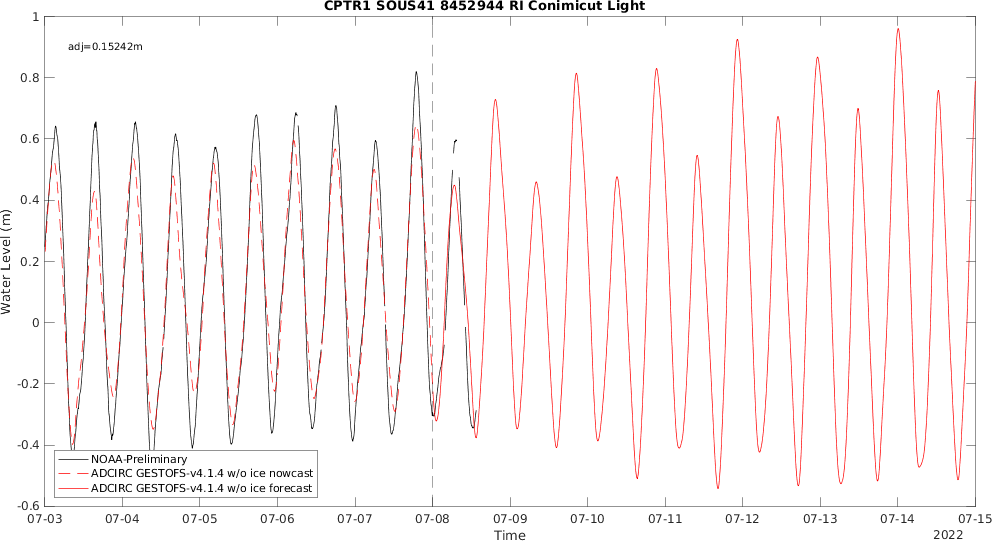 CPTR1 SOUS41 8452944 RI Conimicut Light
adj=0.15242m
1
0.8
0.6
0.4
0.2
0
-0.2
-0.4
-0.6
Water Level (m)
NOAA-Preliminary
ADCIRC GESTOFS-v4.1.4 w/o ice nowcast
ADCIRC GESTOFS-v4.1.4 w/o ice forecast
07-03 07-04 07-05 07-06 07-07 07-08 07-09 07-10 07-11 07-12 07-13 07-14 07-15
Time
2022